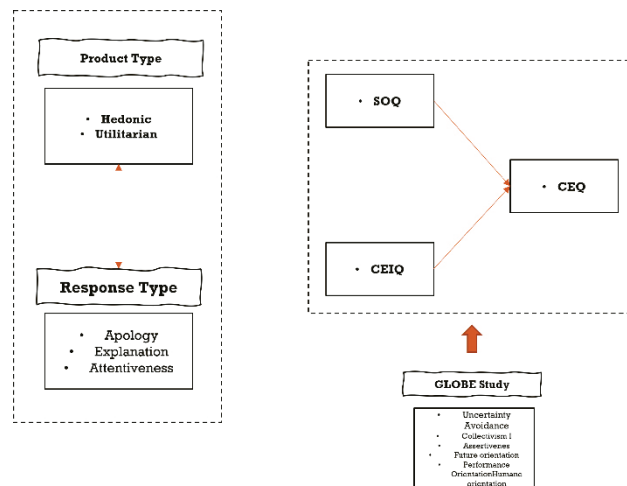 Product Type
• Hedonic
• Utilitarian
Response Type
• Apology
• Explanation
• Attentiveness
• SOQ
• CEIQ
• CEQ
GLOBE Study
• Uncertainty
Avoidance
• Collectivism I
• Assertivenes
• Future orientation
• Performance
OrientationHumane
orientation